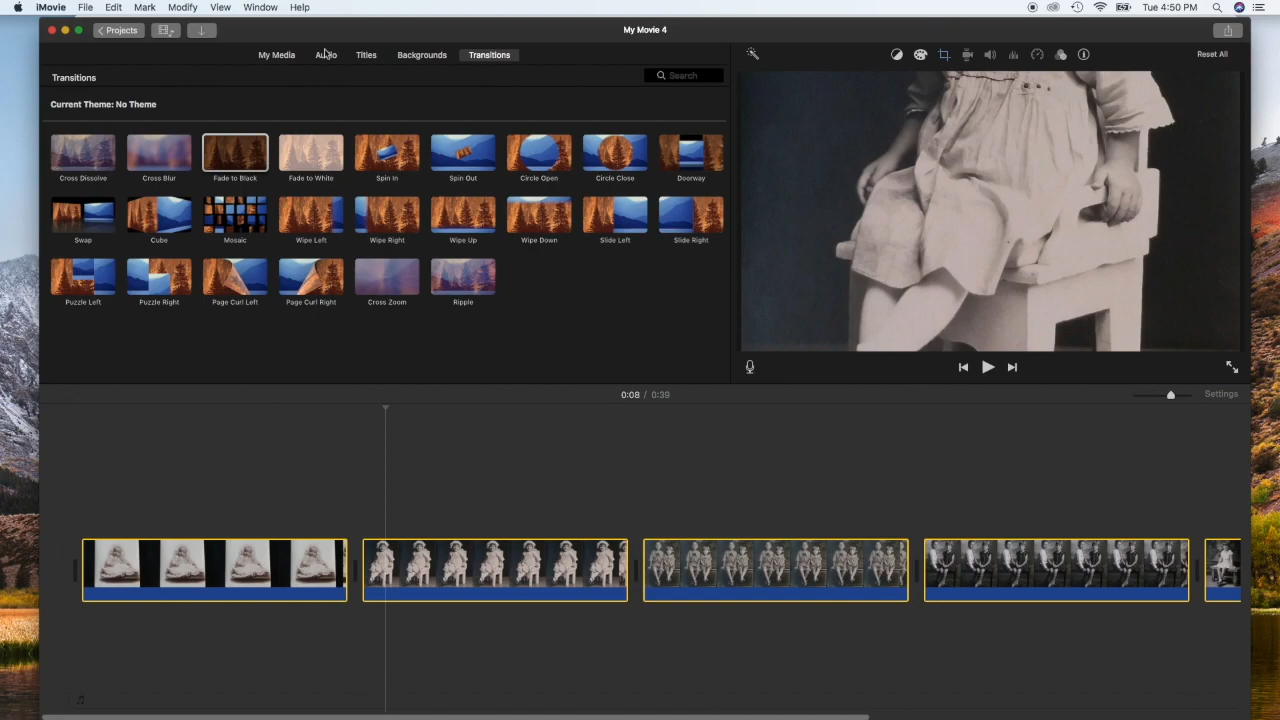 iMovie File Edit Mark Modify View Window Help Tue 4:50 PM
Projects My Movie 4
My Media Audio Titles Backgrounds Transitions Reset All
Transitions Search
Current Theme: No Theme
Cross Dissolve Cross Blur Fade to Black Fade to White Spin In Spin Out Circle Open Circle Close Doorway
Swap Cube Mosaic Wipe Left Wipe Right Wipe Up Wipe Down Slide Left Slide Right
Puzzle Left Puzzle Right Page Curl Left Page Curl Right Cross Zoom Ripple
0:08 / 0:39 Settings